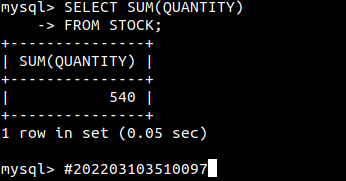 mysql> SELECT SUM(QUANTITY)
    -> FROM STOCK;
+---------------+
| SUM(QUANTITY) |
+---------------+
|           540 |
+---------------+
1 row in set (0.05 sec)
mysql> #202203103510097